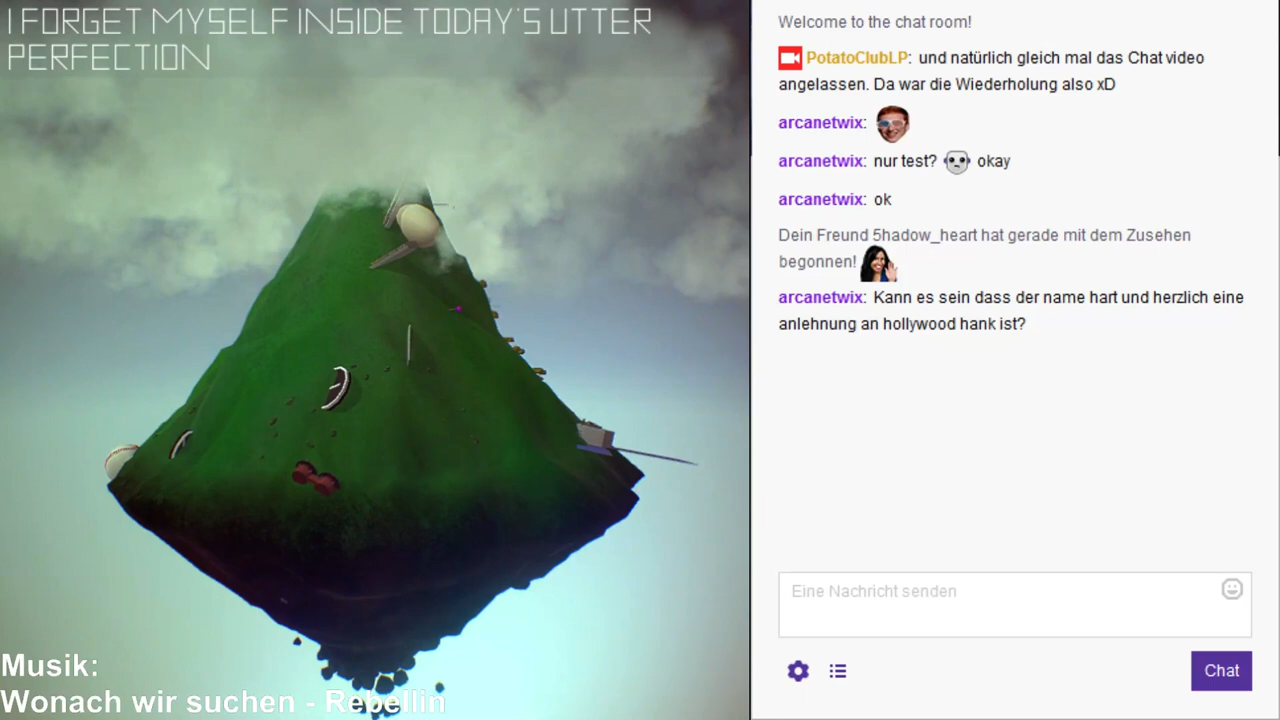 I FORGET MYSELF INSIDE TODAY'S UTTER
PERFECTION
Musik:
Wonach wir suchen - Rebellin
Welcome to the chat room!
PotatoClubLP: und natürlich gleich mal das Chat video
angelassen. Da war die Wiederholung also xD
arcanetwix:
arcanetwix: nur test? okay
arcanetwix: ok
Dein Freund 5hadow_heart hat gerade mit dem Zusehen
begonnen!
arcanetwix: Kann es sein dass der name hart und herzlich eine
anlehnung an hollywood hank ist?
Eine Nachricht senden
Chat